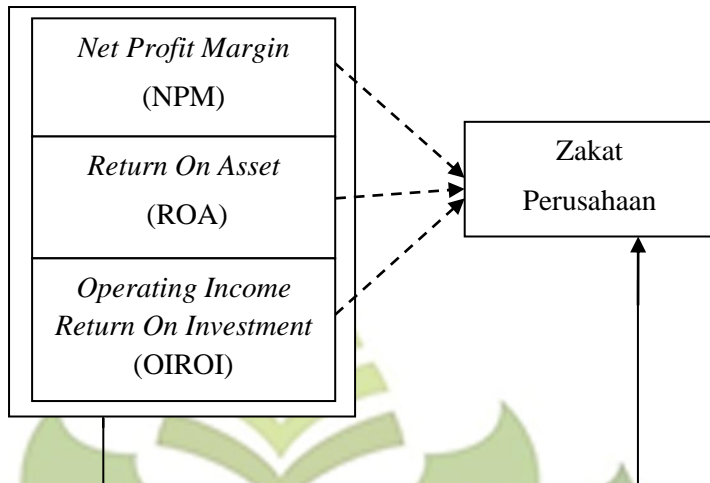 Net Profit Margin
(NPM)
Return On Asset
(ROA)
Operating Income
Return On Investment
(OIROI)
Zakat
Perusahaan